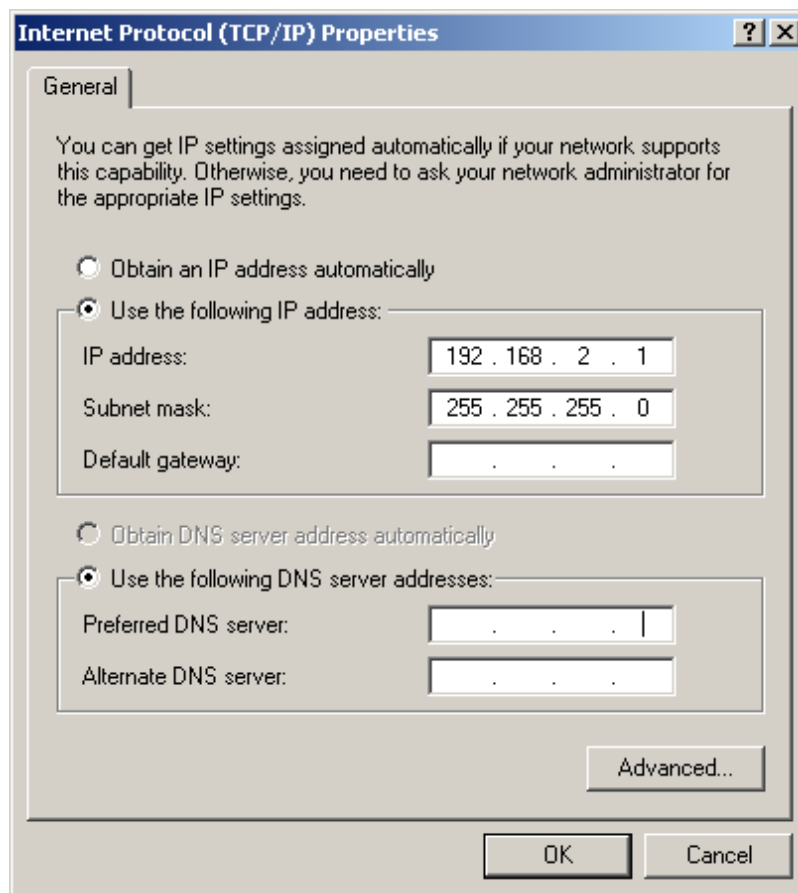 Internet Protocol (TCP/IP) Properties
General
You can get IP settings assigned automatically if your network supports
this capability. Otherwise, you need to ask your network administrator for
the appropriate IP settings.
Obtain an IP address automatically
Use the following IP address:
IP address: 192 . 168 . 2 . 1
Subnet mask: 255 . 255 . 255 . 0
Default gateway: . . .
Obtain DNS server address automatically
Use the following DNS server addresses:
Preferred DNS server: . . .
Alternate DNS server: . . .
Advanced...
OK Cancel